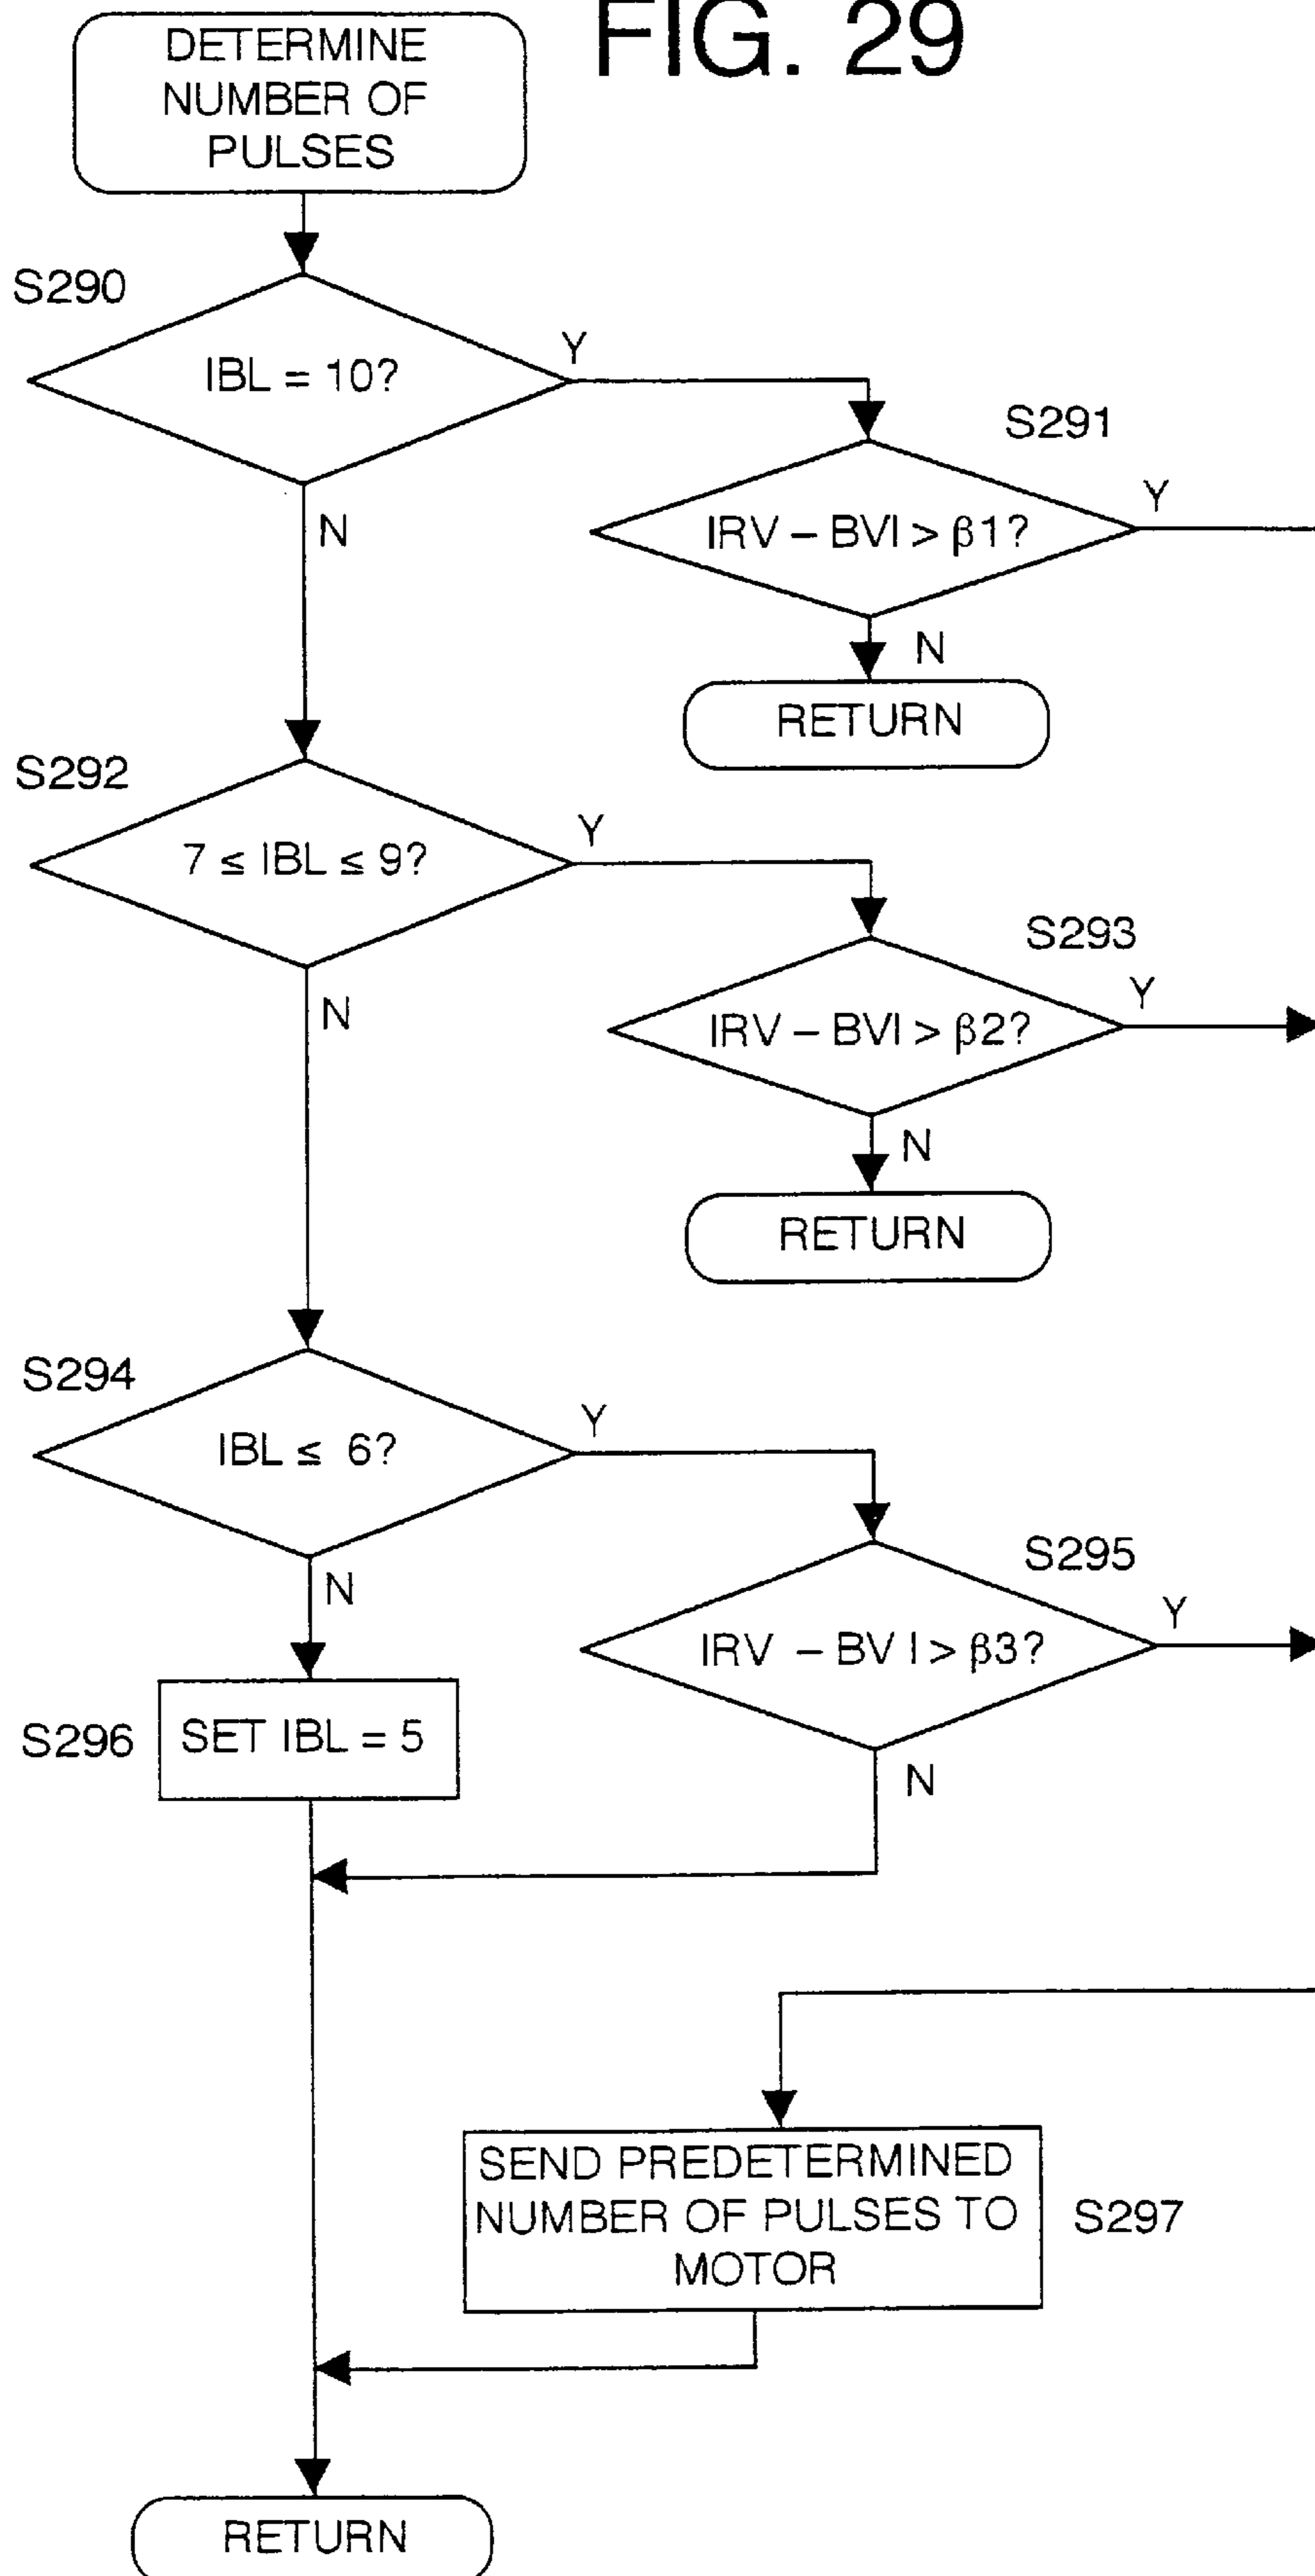 FIG. 29
DETERMINE
NUMBER OF
PULSES
S290
IBL = 10?
Y
N
S291
IRV – BVI > β1?
Y
N
RETURN
S292
7 ≤ IBL ≤ 9?
Y
N
S293
IRV – BVI > β2?
Y
N
RETURN
S294
IBL ≤ 6?
Y
N
S295
IRV – BV I > β3?
Y
N
S296
SET IBL = 5
SEND PREDETERMINED
NUMBER OF PULSES TO
MOTOR
S297
RETURN